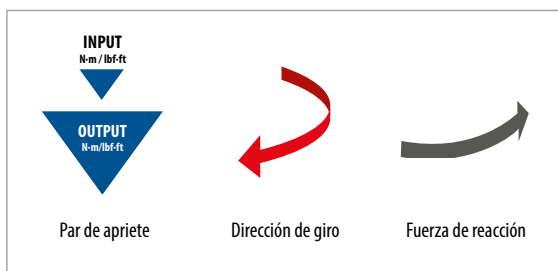 INPUT
N·m / lbf·ft
OUTPUT
N·m/lbf·ft
Par de apriete
Dirección de giro
Fuerza de reacción